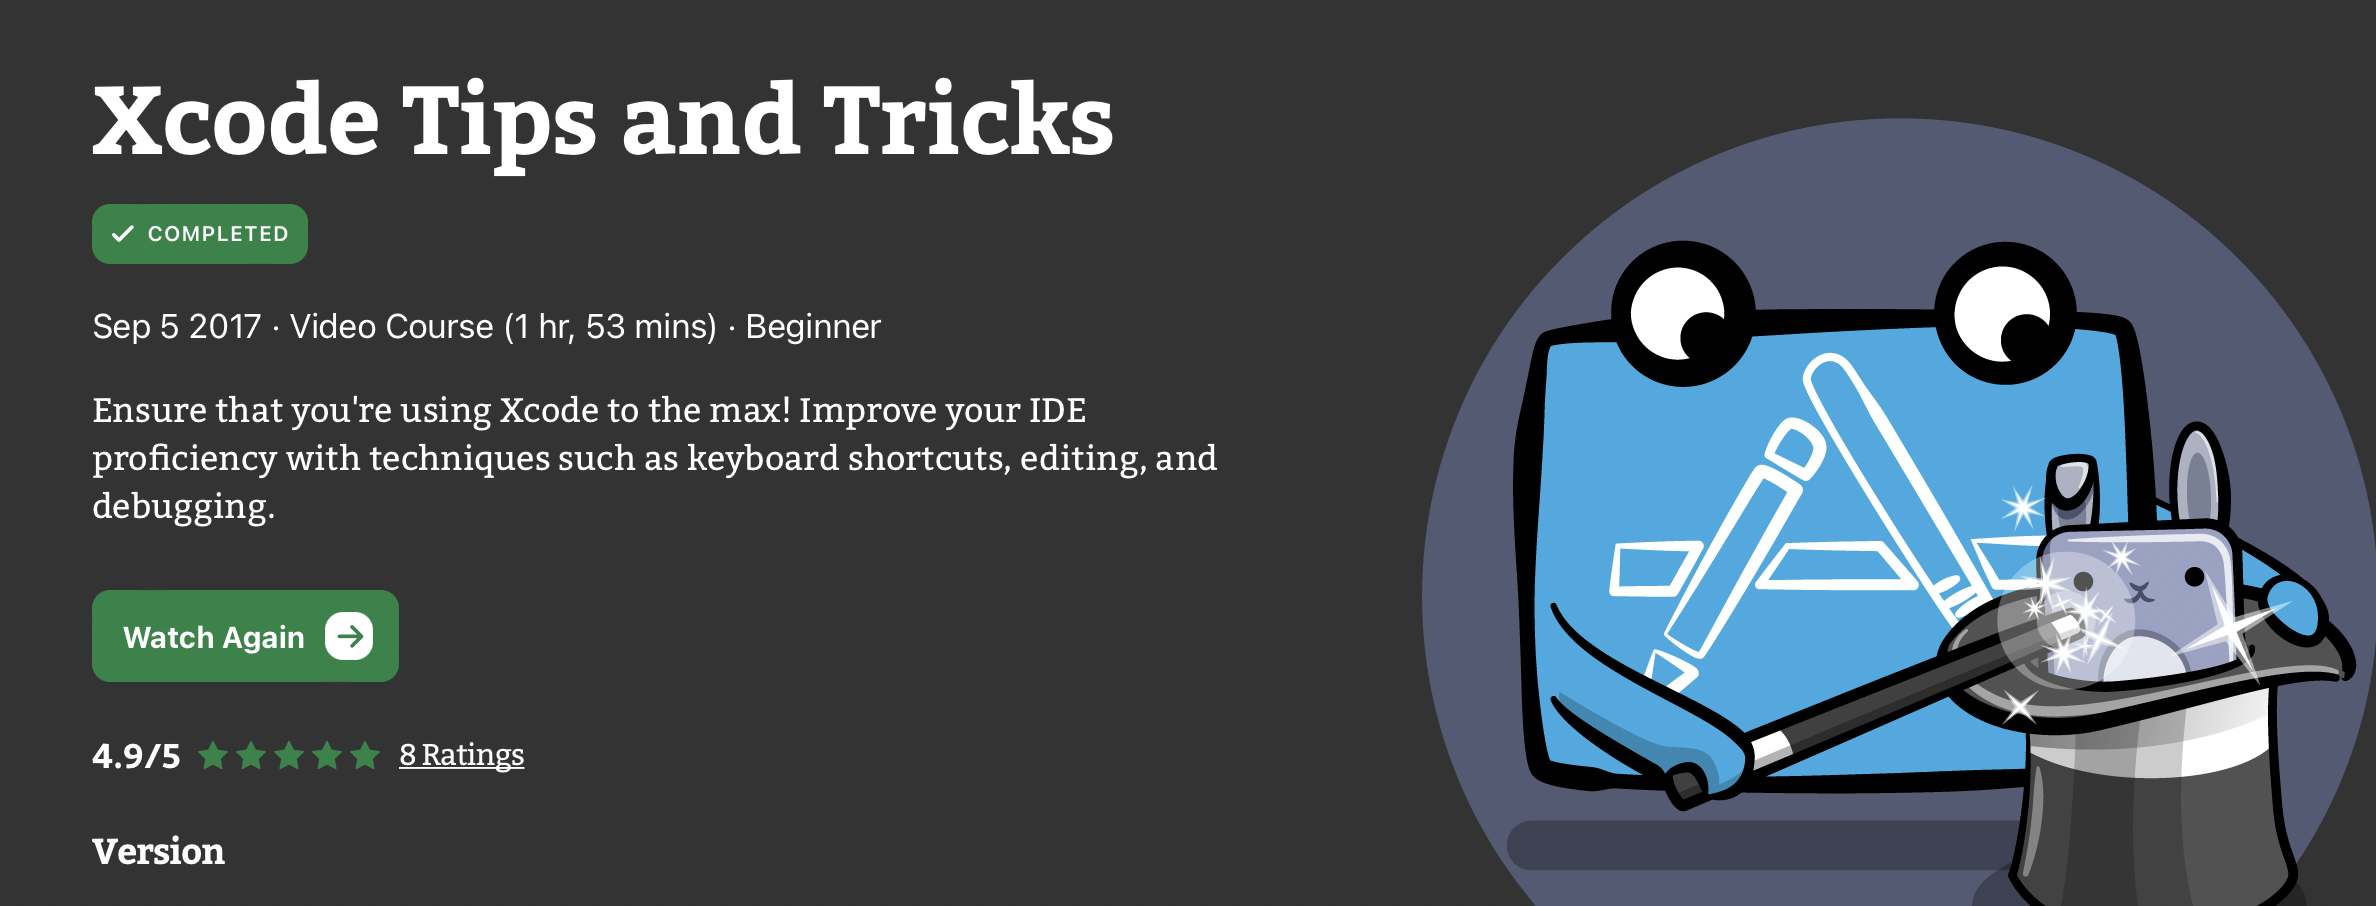 Xcode Tips and Tricks
COMPLETED
Sep 5 2017 · Video Course (1 hr, 53 mins) · Beginner
Ensure that you're using Xcode to the max! Improve your IDE
proficiency with techniques such as keyboard shortcuts, editing, and
debugging.
Watch Again
4.9/5 8 Ratings
Version